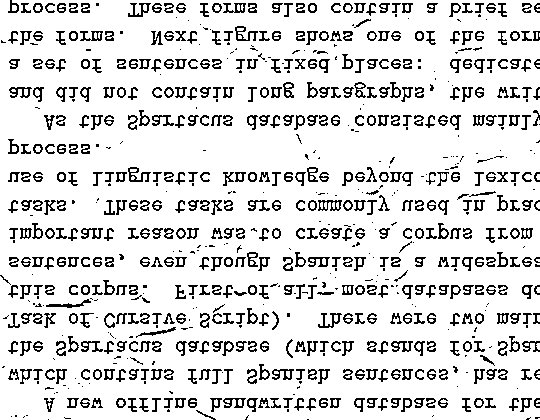 A new offline handwritten database for the
which contains full Spanish sentences, has re
the Spartacus database (which stands for Spar
Task of Cursive Script). There were two main
this corpus. First of all, most databases do
sentences, even though Spanish is a widesprea
important reason was to create a corpus from
tasks. These tasks are commonly used in prac
use of linguistic knowledge beyond the lexico
process.
As the Spartacus database consisted mainly
and did not contain long paragraphs, the writ
a set of sentences in fixed places: dedicate
the forms. Next figure shows one of the form
process. These forms also contain a brief se